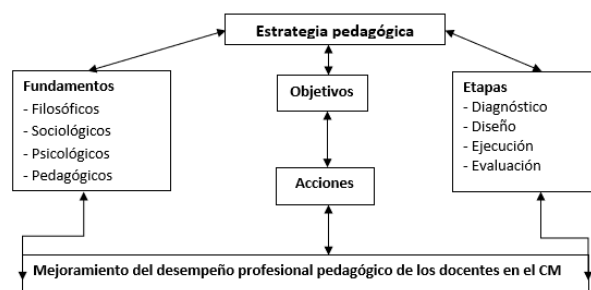 Estrategia pedagógica
Fundamentos
- Filosóficos
- Sociológicos
- Psicológicos
- Pedagógicos
Objetivos
Acciones
Etapas
- Diagnóstico
- Diseño
- Ejecución
- Evaluación
Mejoramiento del desempeño profesional pedagógico de los docentes en el CM